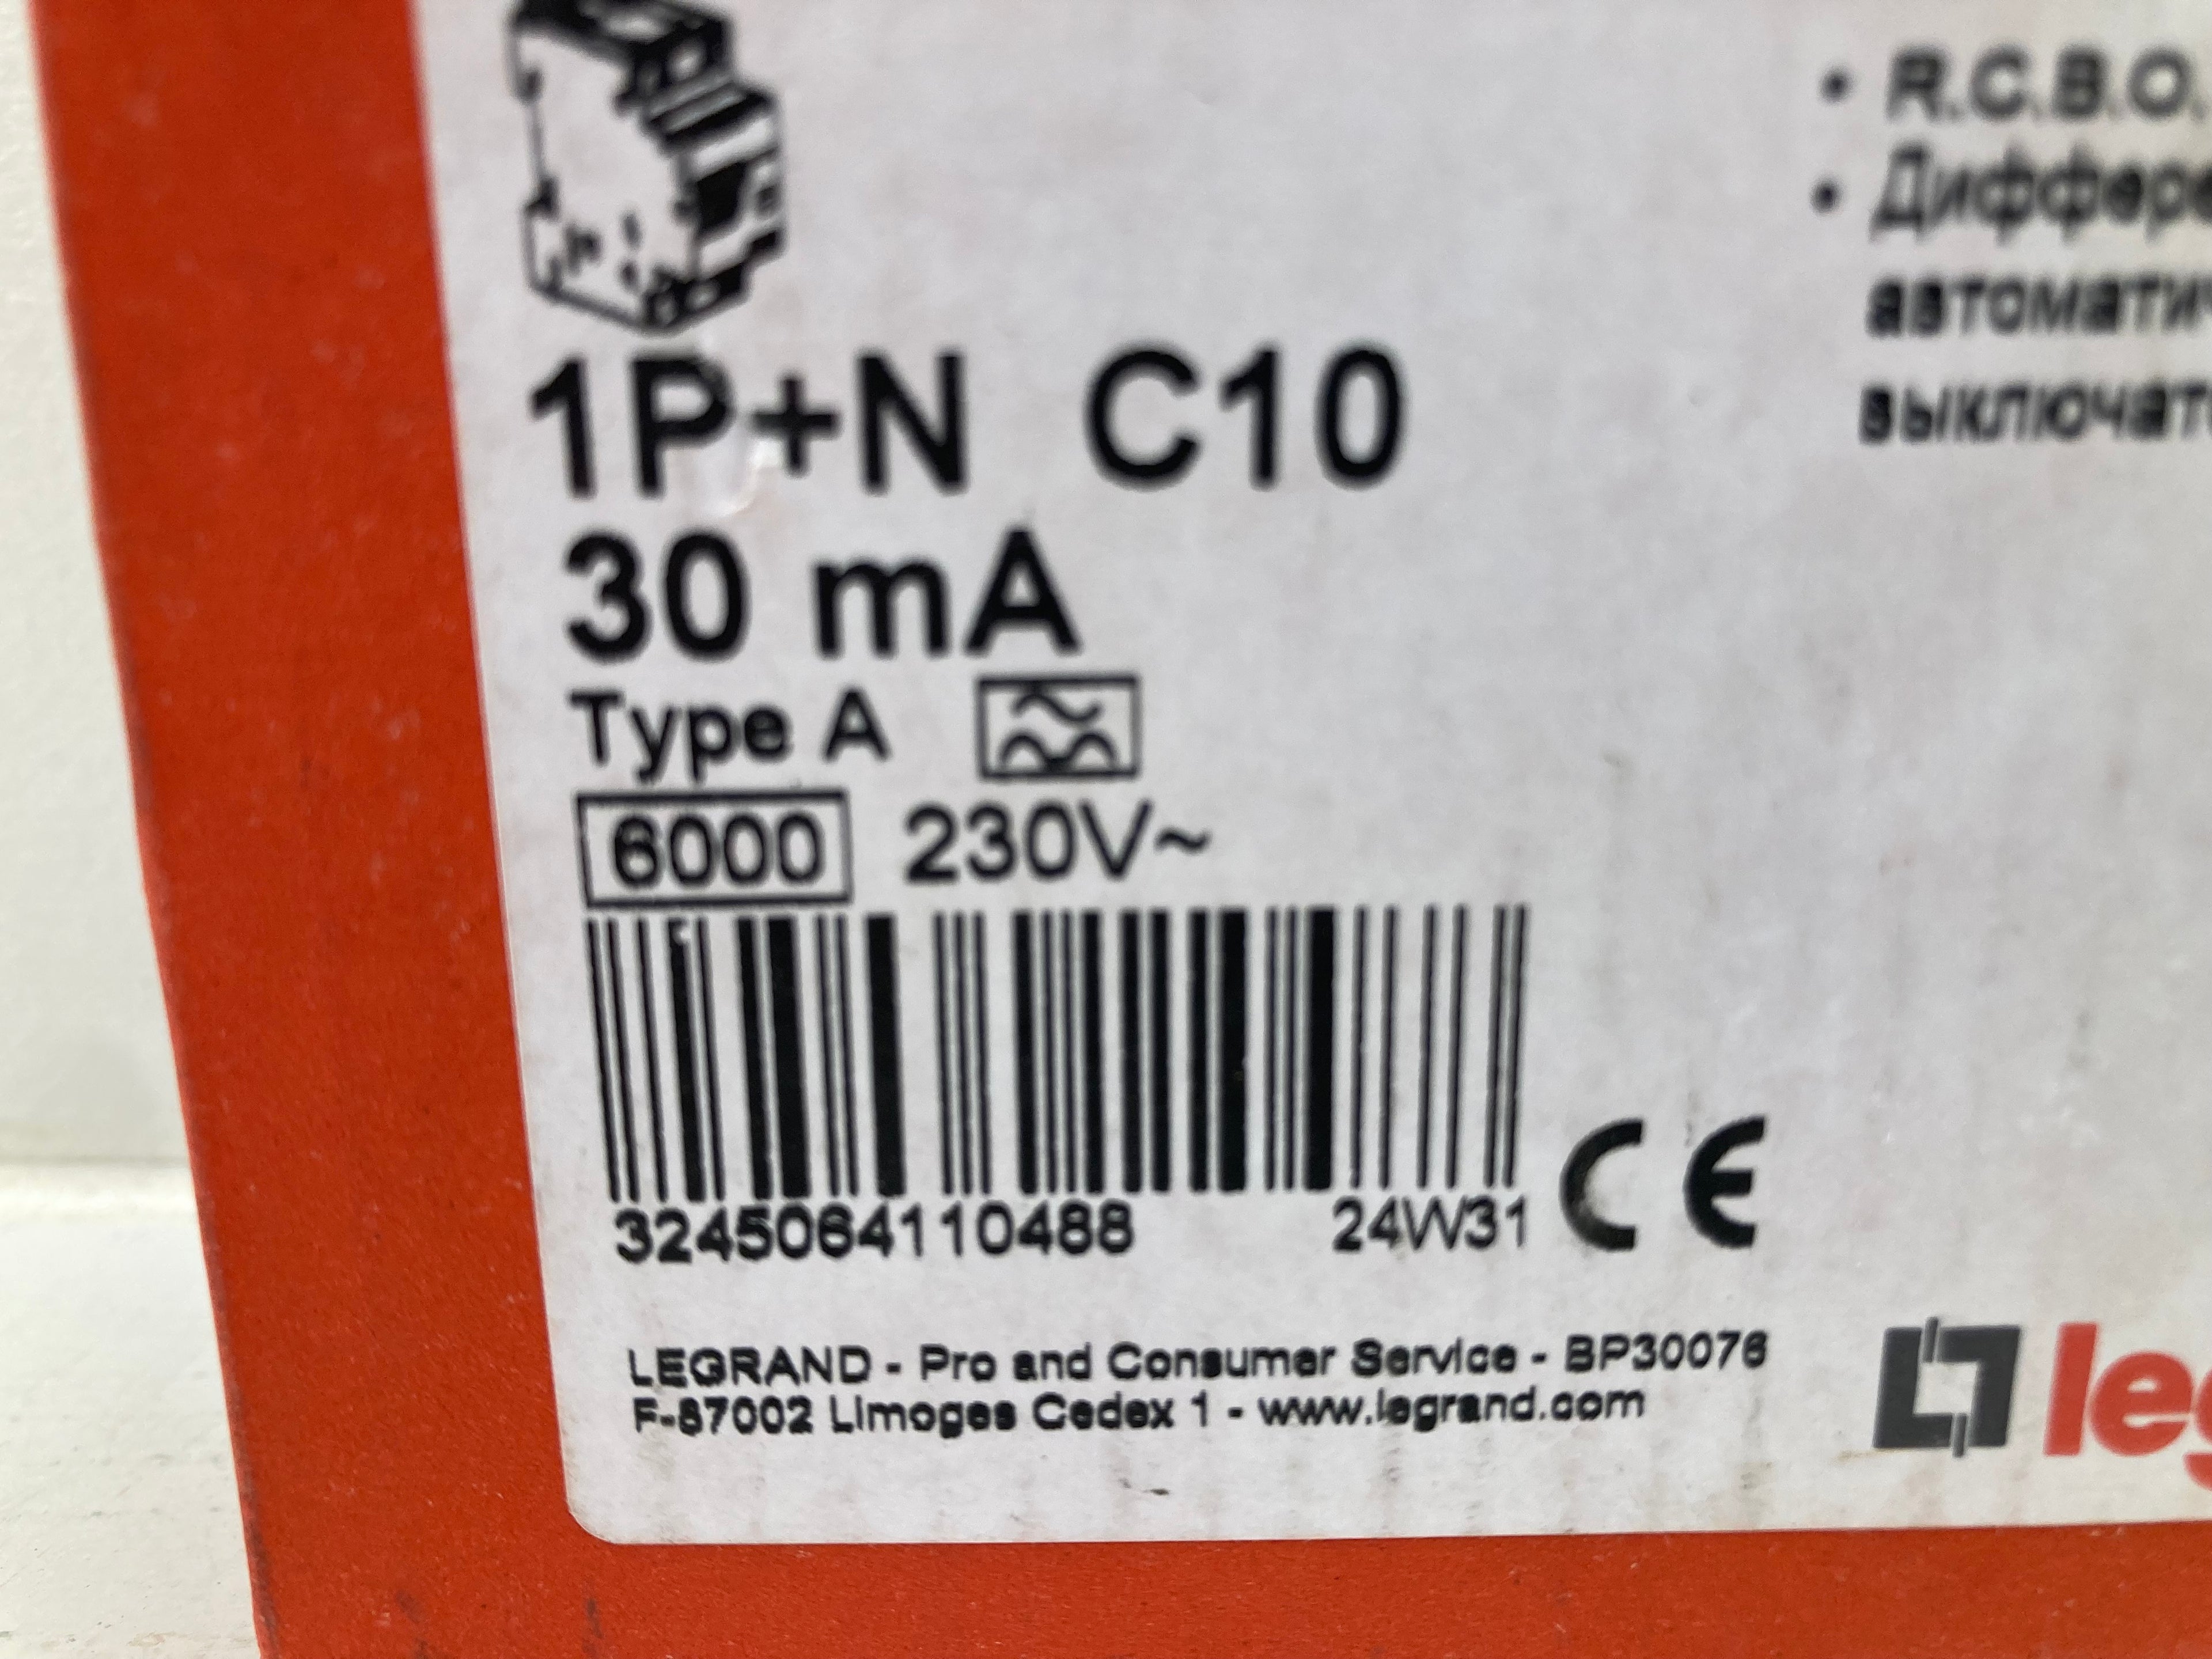 • R.C.B.O.
• Диффере
автомати
выключат
1P+N C10
30 mA
Type A
6000 230V~
3245064110488 24W31 CE
LEGRAND - Pro and Consumer Service - BP30076
F-87002 Limoges Cedex 1 - www.legrand.com
leg